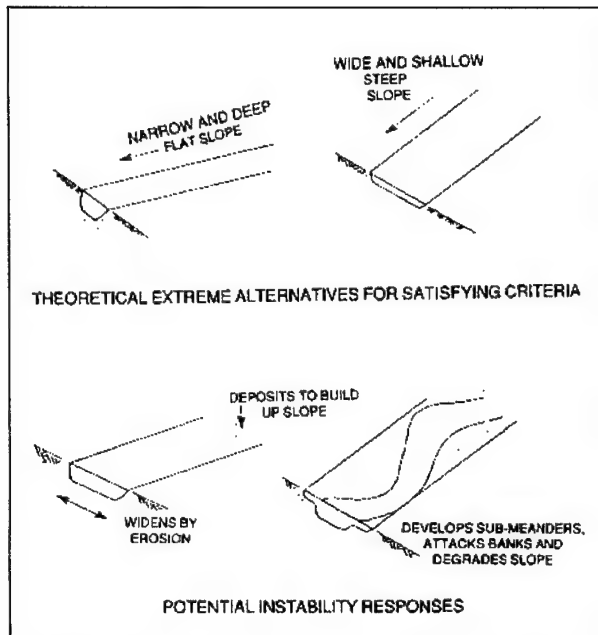 WIDE AND SHALLOW
STEEP
SLOPE
NARROW AND DEEP
FLAT SLOPE
THEORETICAL EXTREME ALTERNATIVES FOR SATISFYING CRITERIA
DEPOSITS TO BUILD
UP SLOPE
WIDENS BY
EROSION
DEVELOPS SUB-MEANDERS,
ATTACKS BANKS AND
DEGRADES SLOPE
POTENTIAL INSTABILITY RESPONSES